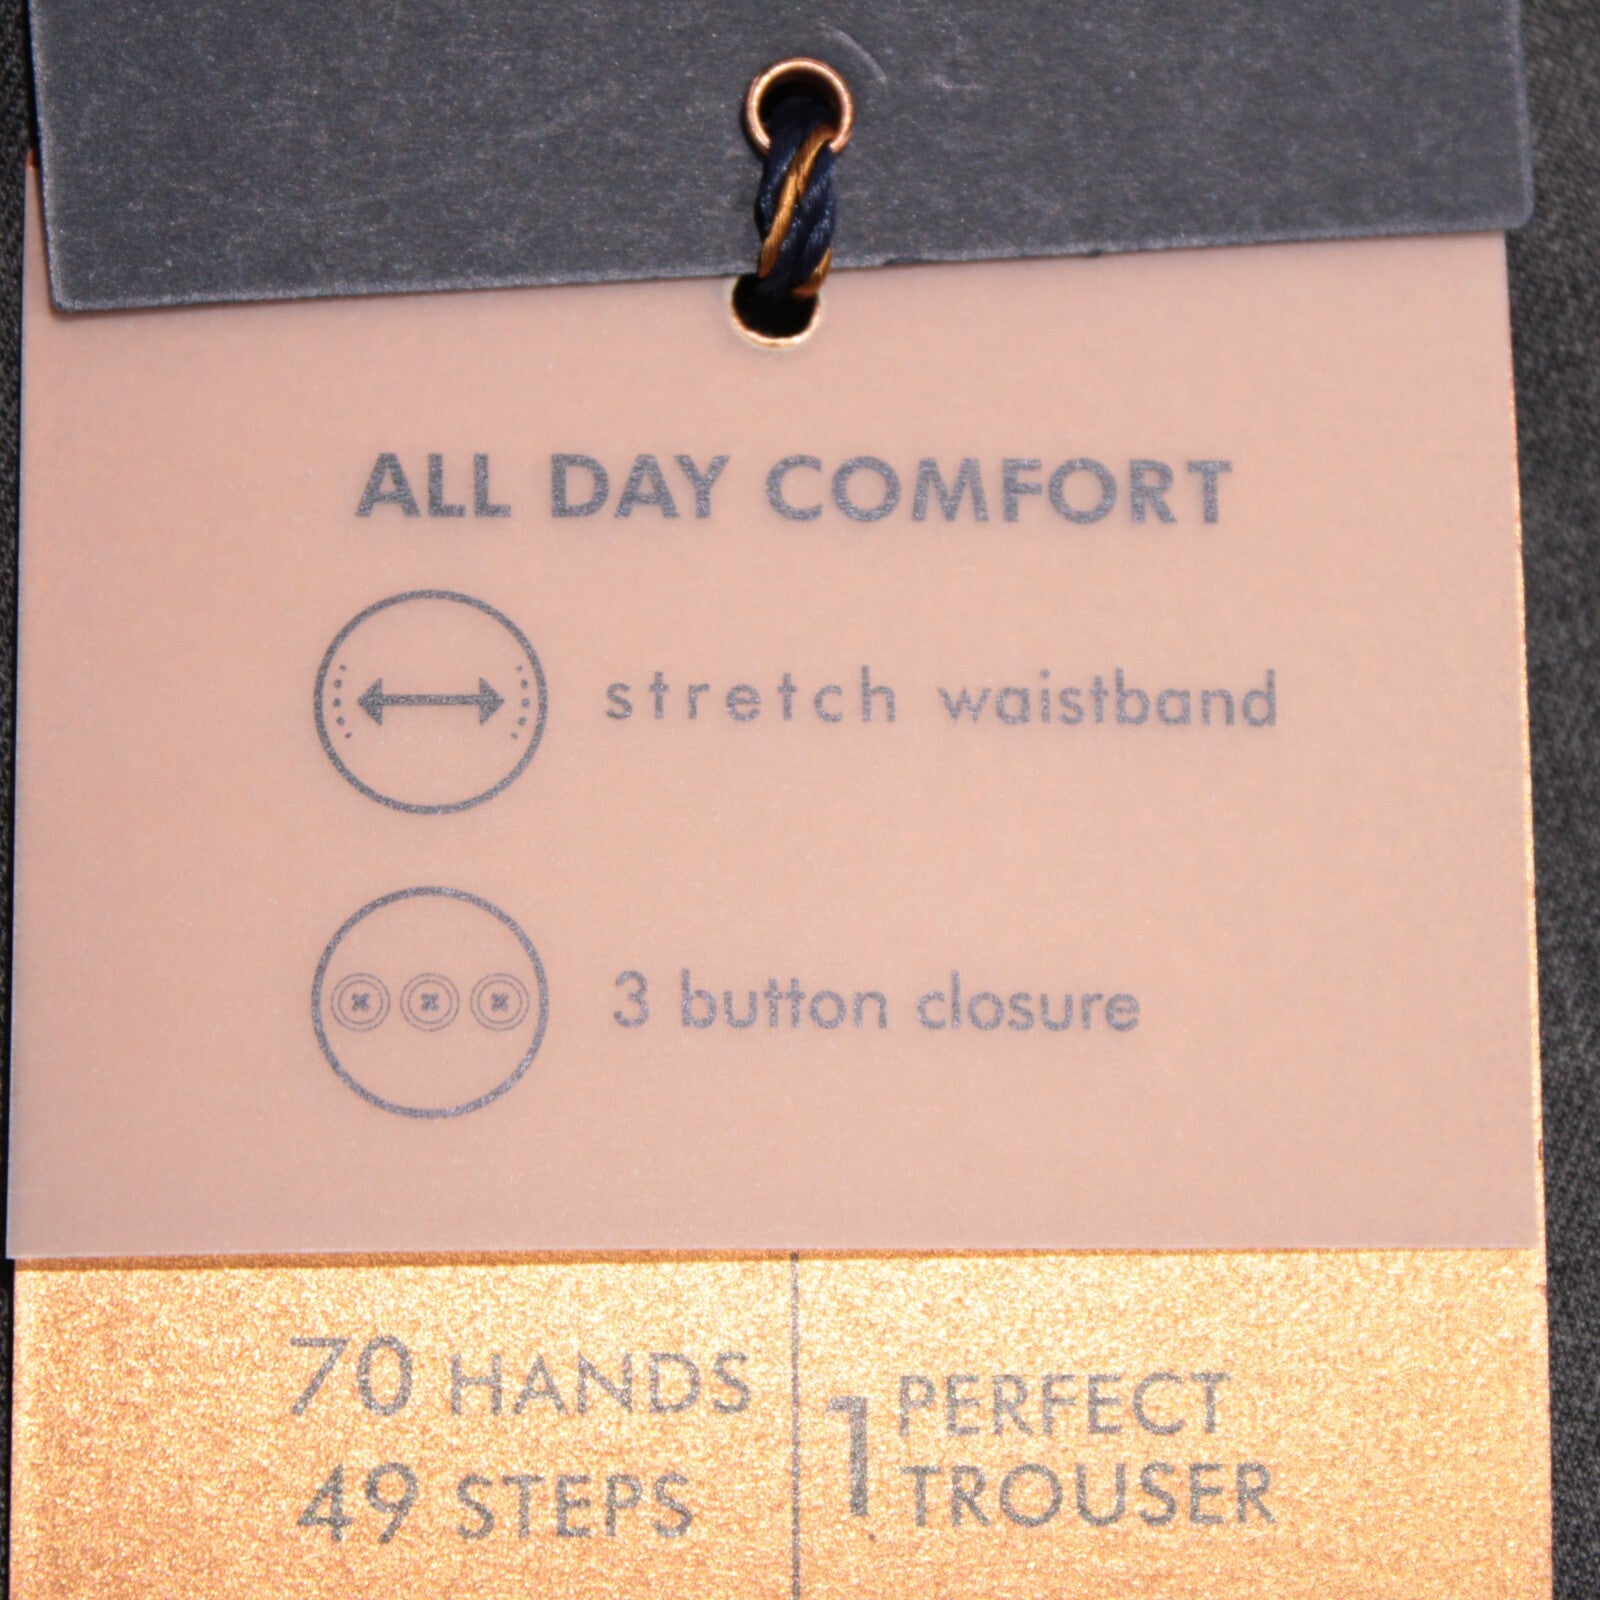 ALL DAY COMFORT
stretch waistband
3 button closure
70 HANDS
49 STEPS
1 PERFECT
TROUSER